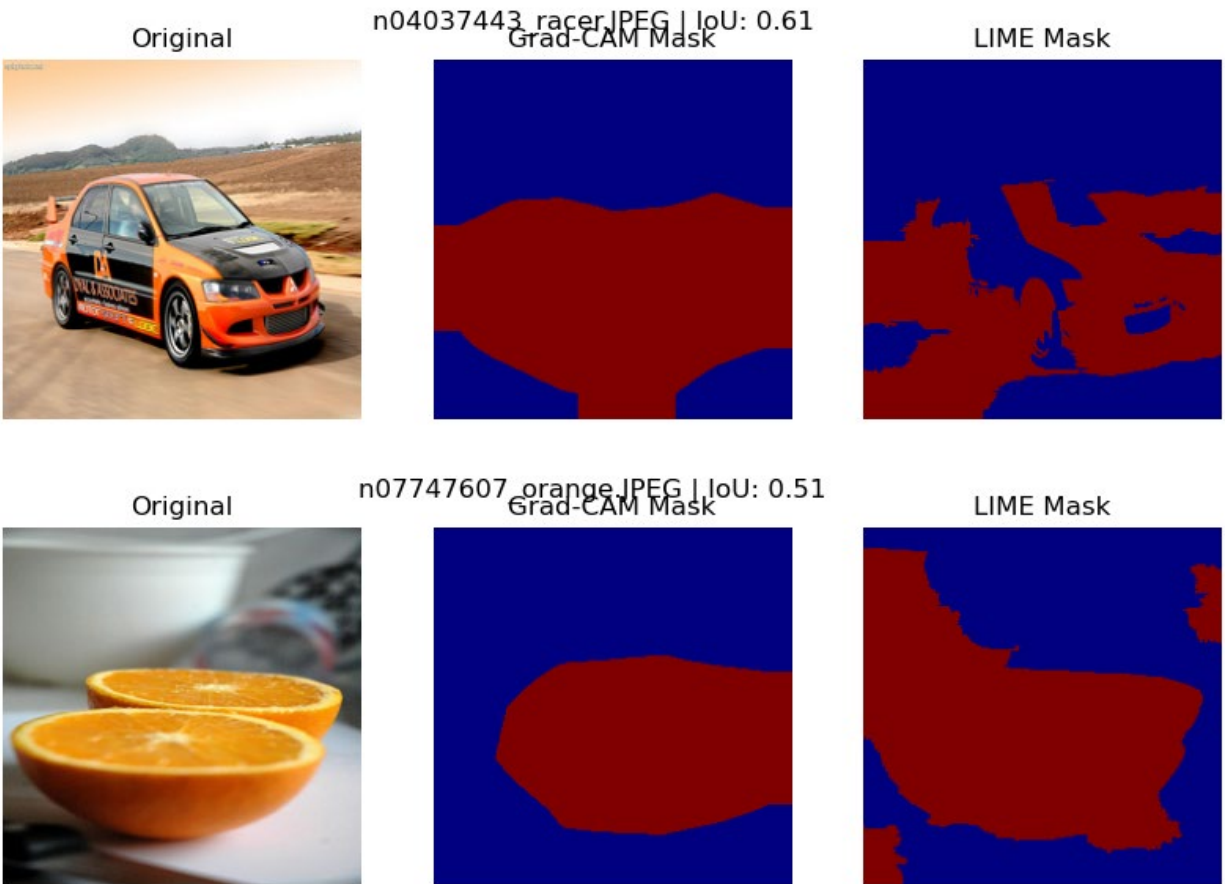 n04037443_racer.JPEG | IoU: 0.61
Original
Grad-CAM Mask
LIME Mask
& ASSOCIATES
n07747607_orange.JPEG | IoU: 0.51
Original
Grad-CAM Mask
LIME Mask